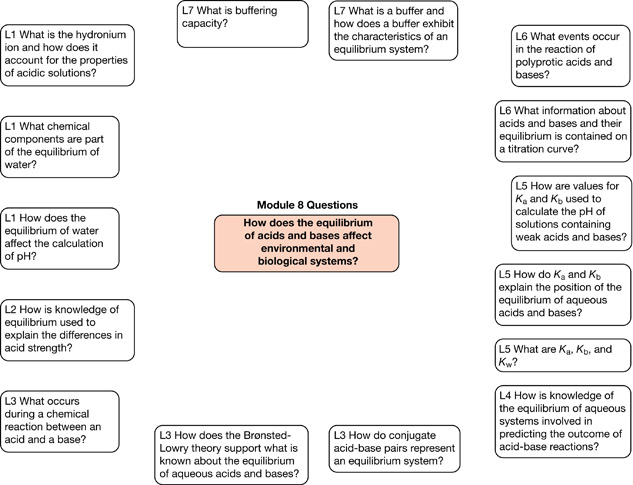 L7 What is buffering
capacity?
L7 What is a buffer and
how does a buffer exhibit
the characteristics of an
equilibrium system?
L1 What is the hydronium
ion and how does it
account for the properties
of acidic solutions?
L6 What events occur
in the reaction of
polyprotic acids and
bases?
L1 What chemical
components are part
of the equilibrium of
water?
L6 What information about
acids and bases and their
equilibrium is contained on
a titration curve?
L5 How are values for
Ka and Kb used to
calculate the pH of
solutions containing
weak acids and bases?
L1 How does the
equilibrium of water
affect the calculation
of pH?
Module 8 Questions
How does the equilibrium
of acids and bases affect
environmental and
biological systems?
L5 How do Ka and Kb
explain the position of the
equilibrium of aqueous
acids and bases?
L2 How is knowledge of
equilibrium used to
explain the differences in
acid strength?
L5 What are Ka, Kb, and
Kw?
L3 What occurs
during a chemical
reaction between an
acid and a base?
L4 How is knowledge of
the equilibrium of aqueous
systems involved in
predicting the outcome of
acid-base reactions?
L3 How does the Brønsted-
Lowry theory support what
is known about the equilibrium
of aqueous acids and bases?
L3 How do conjugate
acid-base pairs represent
an equilibrium system?